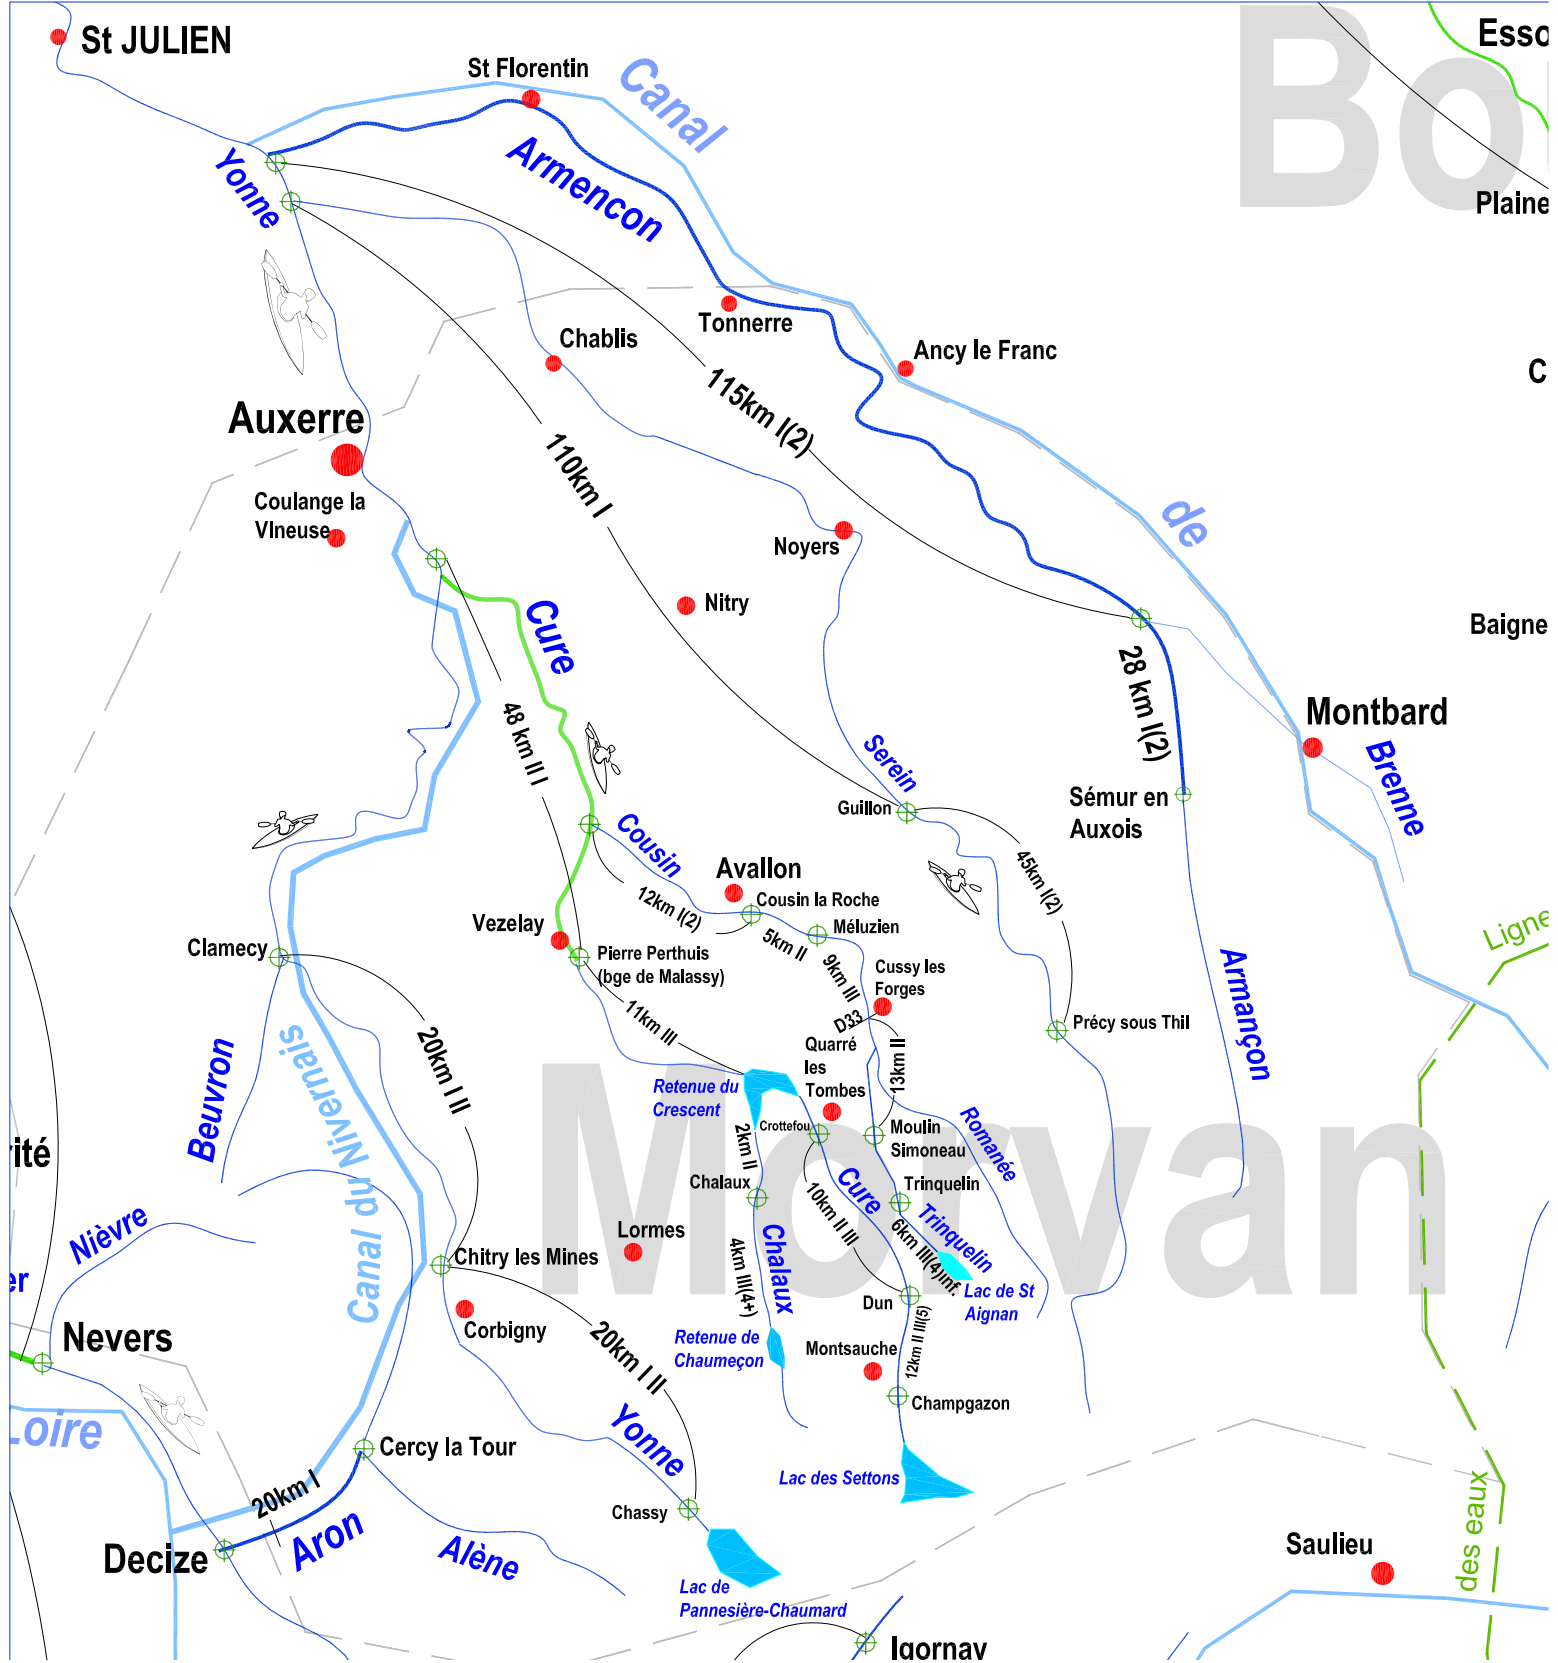 St JULIEN
Esso
St Florentin
Canal
Bo
Yonne
Armencon
Plaine
Tonnerre
Chablis
Ancy le Franc
C
115km I(2)
Auxerre
110km I
Coulange la
VIneuse
de
Noyers
Nitry
Baigne
Cure
28 km I(2)
48 km II I
Montbard
Serein
Brenne
Guillon
Sémur en
Auxois
Cousin
45km I(2)
Avallon
12km I(2)
Cousin la Roche
Vezelay
Méluzien
5km II
Ligne
Clamecy
Pierre Perthuis
(bge de Malassy)
9km III
Cussy les
Forges
Armançon
11km III
D33
Précy sous Thil
Quarré
les
Tombes
20km I II
Canal du Nivernais
Beuvron
Morvan
13km II
Retenue du
Crescent
2km II
Crottefou
Moulin
Simoneau
Romanée
rité
Chalaux
Cure
Trinquelin
10km II III
Trinquelin
Nièvre
Lormes
4km III(4+)
Chalaux
6km III(4)inf.
Chitry les Mines
er
Dun
Lac de St
Aignan
Corbigny
Nevers
20km I II
Retenue de
Chaumeçon
Montsauche
12km II III(5)
Champgazon
Loire
Cercy la Tour
Yonne
Lac des Settons
20km I
Chassy
Aron
Decize
Alène
Saulieu
des eaux
Lac de
Pannesière-Chaumard
Igornay